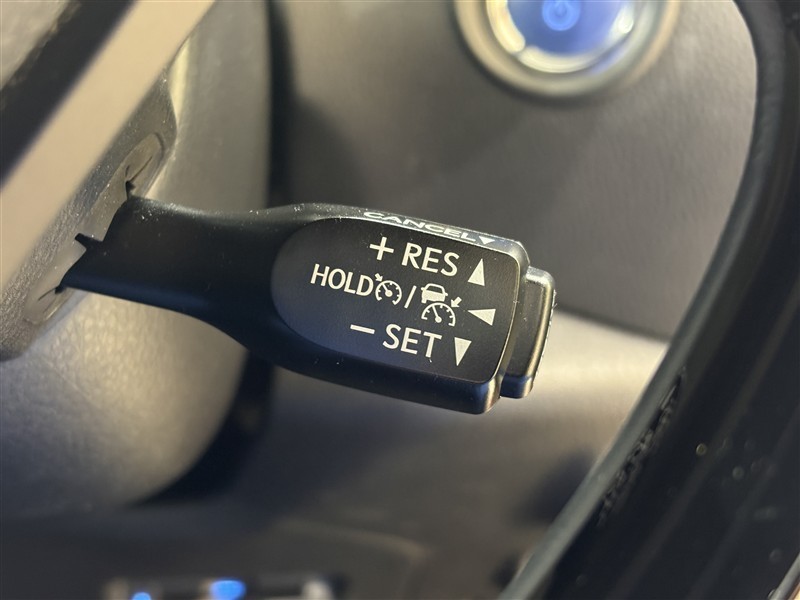 CANCEL▼
+ RES ▲
HOLD / ◀
− SET ▼